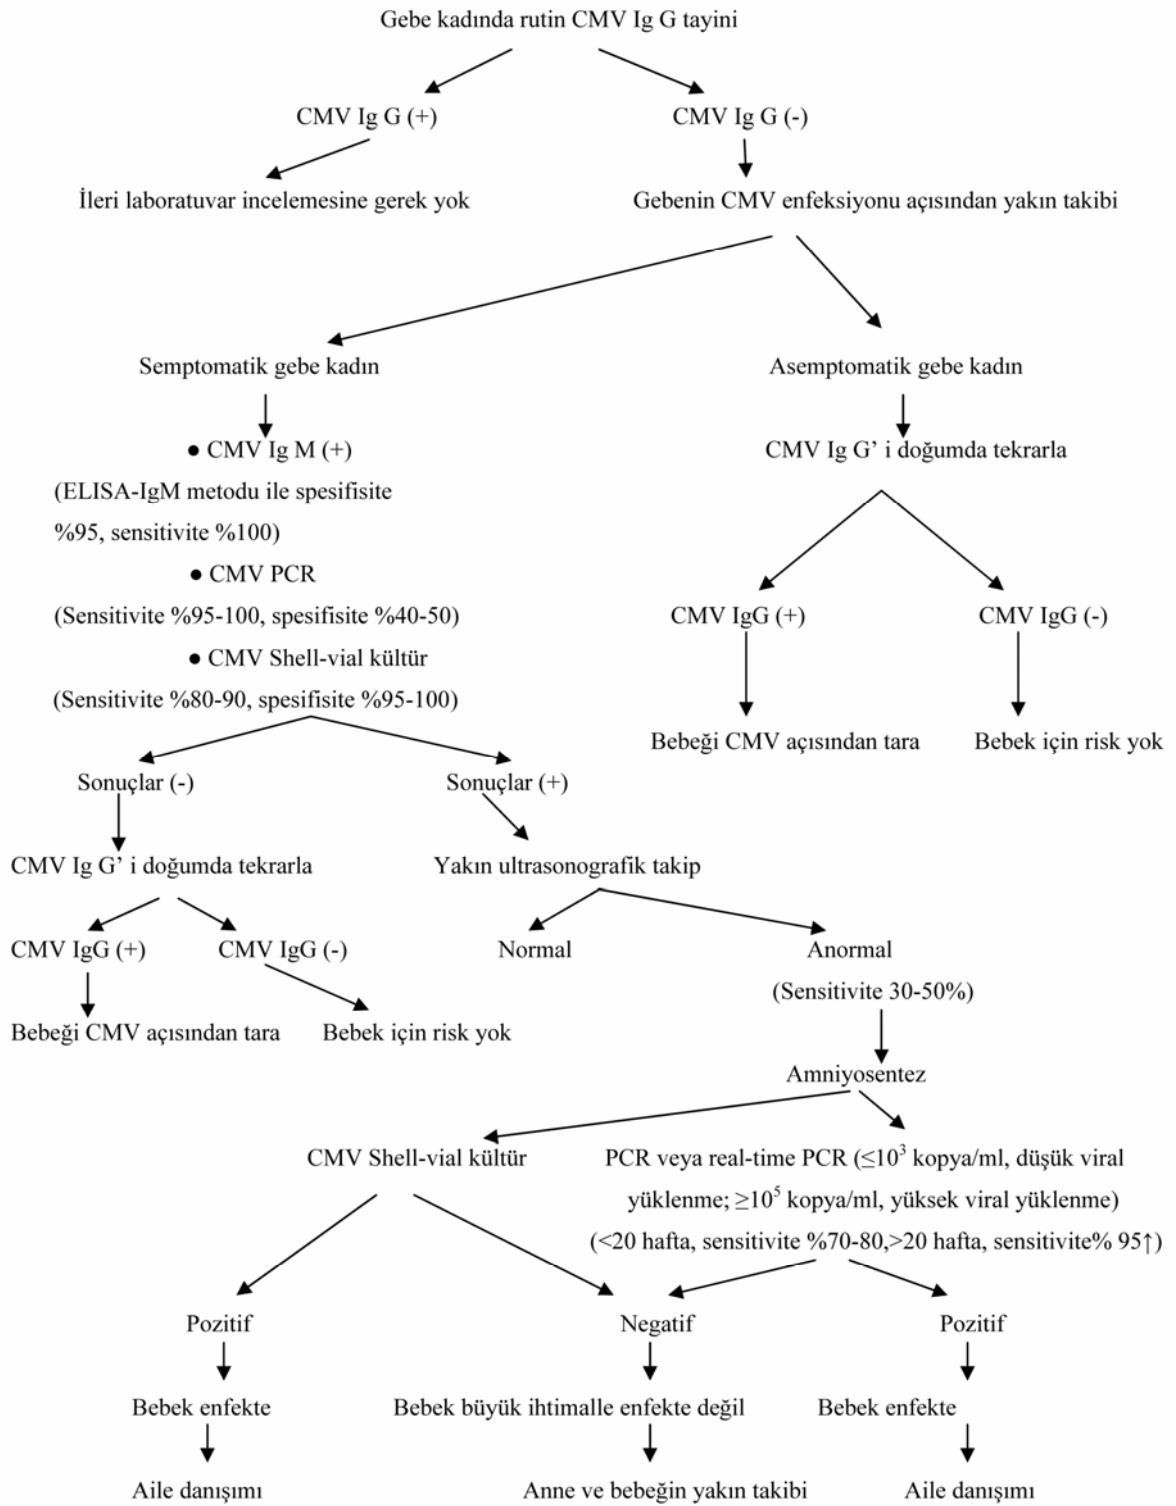 Gebe kadında rutin CMV Ig G tayini
CMV Ig G (+)
CMV Ig G (-)
İleri laboratuvar incelemesine gerek yok
Gebenin CMV enfeksiyonu açısından yakın takibi
Semptomatik gebe kadın
Asemptomatik gebe kadın
● CMV Ig M (+)
CMV Ig G’ i doğumda tekrarla
(ELISA-IgM metodu ile spesifisite
%95, sensitivite %100)
● CMV PCR
(Sensitivite %95-100, spesifisite %40-50)
CMV IgG (+)
CMV IgG (-)
● CMV Shell-vial kültür
(Sensitivite %80-90, spesifisite %95-100)
Bebeği CMV açısından tara
Bebek için risk yok
Sonuçlar (-)
Sonuçlar (+)
CMV Ig G’ i doğumda tekrarla
Yakın ultrasonografik takip
CMV IgG (+)
CMV IgG (-)
Normal
Anormal
(Sensitivite 30-50%)
Bebeği CMV açısından tara
Bebek için risk yok
Amniyosentez
CMV Shell-vial kültür
PCR veya real-time PCR (≤10³ kopya/ml, düşük viral
yüklenme; ≥10⁵ kopya/ml, yüksek viral yüklenme)
(<20 hafta, sensitivite %70-80,>20 hafta, sensitivite% 95↑)
Pozitif
Negatif
Pozitif
Bebek enfekte
Bebek büyük ihtimalle enfekte değil
Bebek enfekte
Aile danışımı
Anne ve bebeğin yakın takibi
Aile danışımı